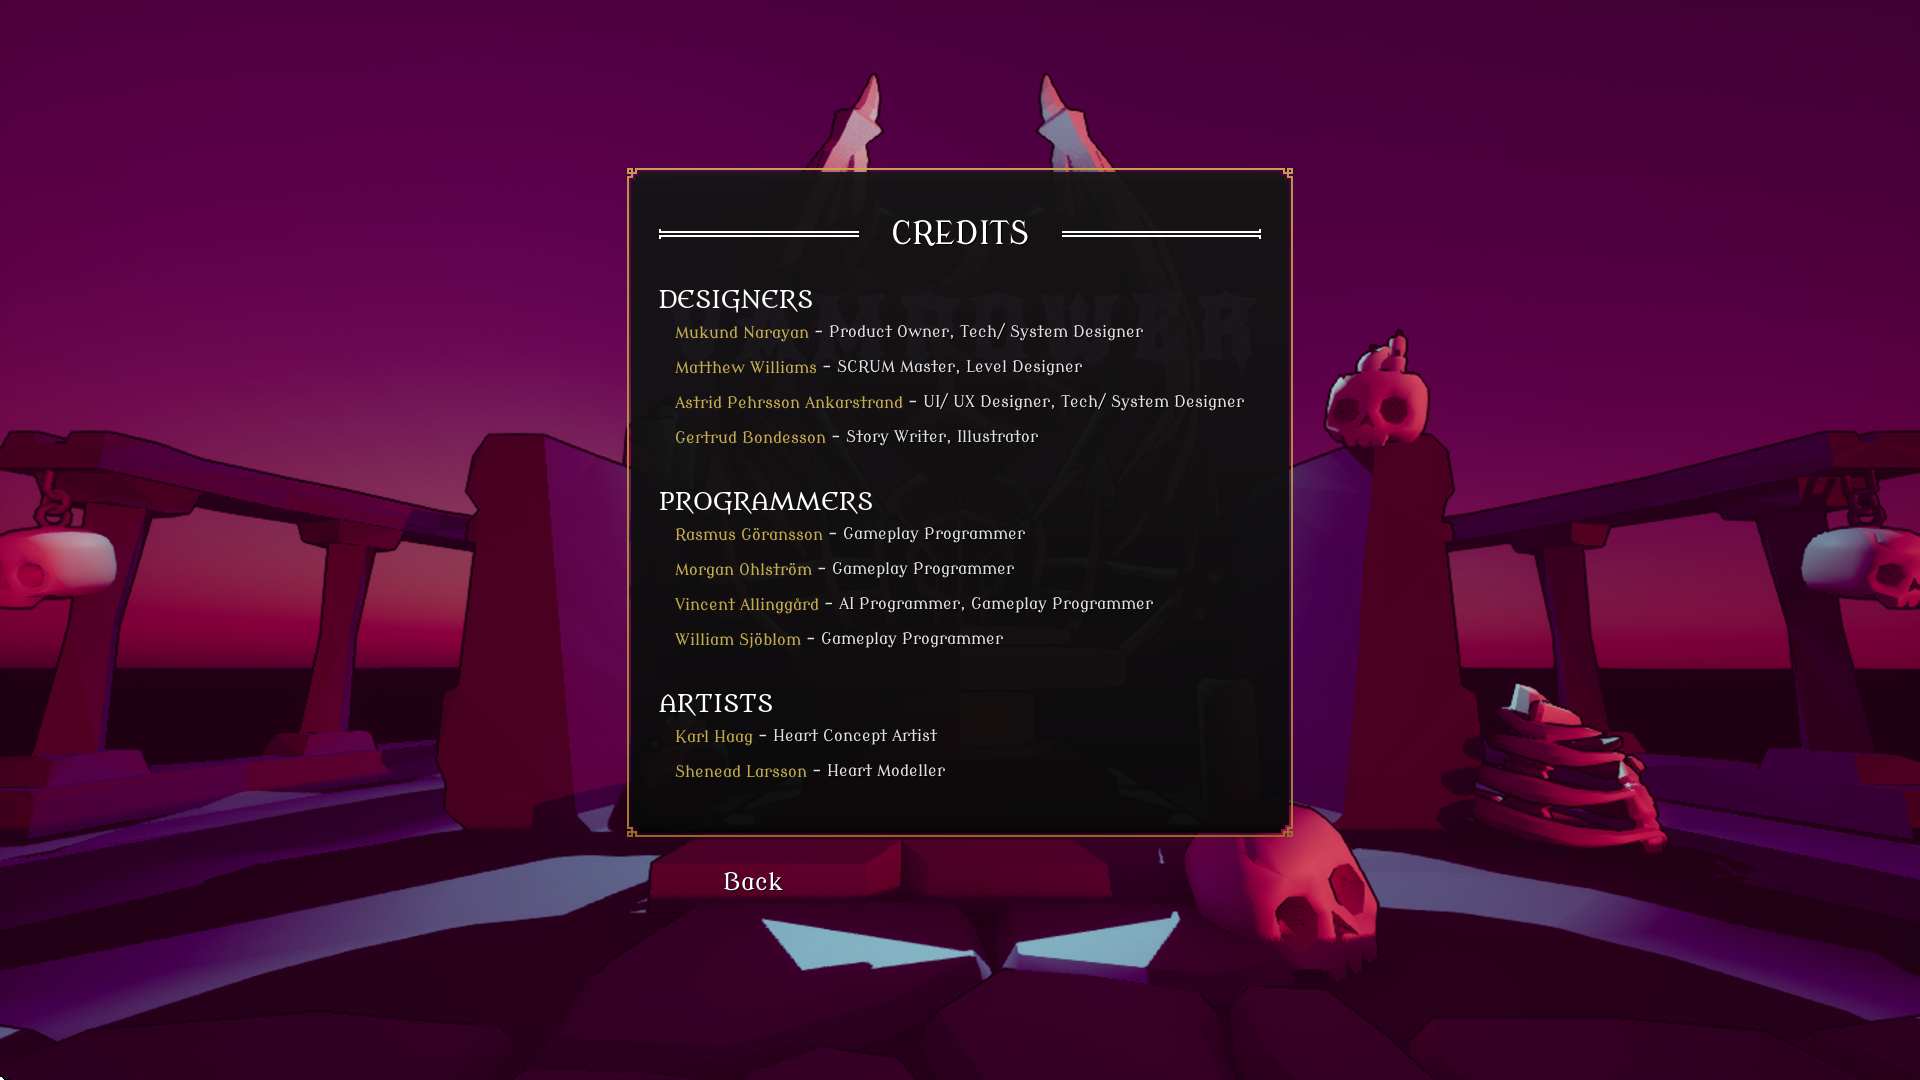 CREDITS
DESIGNERS
Mukund Narayan - Product Owner, Tech/ System Designer
Matthew Williams - SCRUM Master, Level Designer
Astrid Pehrsson Ankarstrand - UI/ UX Designer, Tech/ System Designer
Gertrud Bondesson - Story Writer, Illustrator
PROGRAMMERS
Rasmus Göransson - Gameplay Programmer
Morgan Ohlström - Gameplay Programmer
Vincent Allinggård - AI Programmer, Gameplay Programmer
William Sjöblom - Gameplay Programmer
ARTISTS
Karl Haag - Heart Concept Artist
Shenead Larsson - Heart Modeller
Back